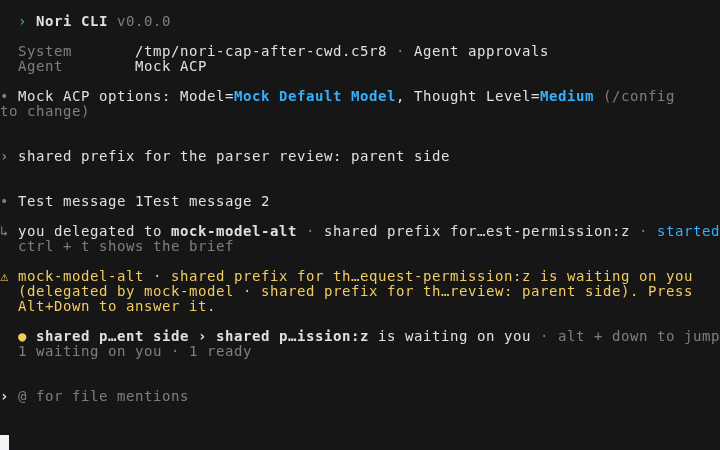 › Nori CLI v0.0.0
System /tmp/nori-cap-after-cwd.c5r8 · Agent approvals
Agent Mock ACP
• Mock ACP options: Model=Mock Default Model, Thought Level=Medium (/config
to change)
› shared prefix for the parser review: parent side
• Test message 1Test message 2
↳ you delegated to mock-model-alt · shared prefix for…est-permission:z · started
ctrl + t shows the brief
⚠ mock-model-alt · shared prefix for th…equest-permission:z is waiting on you
(delegated by mock-model · shared prefix for th…review: parent side). Press
Alt+Down to answer it.
● shared p…ent side › shared p…ission:z is waiting on you · alt + down to jump
1 waiting on you · 1 ready
› @ for file mentions